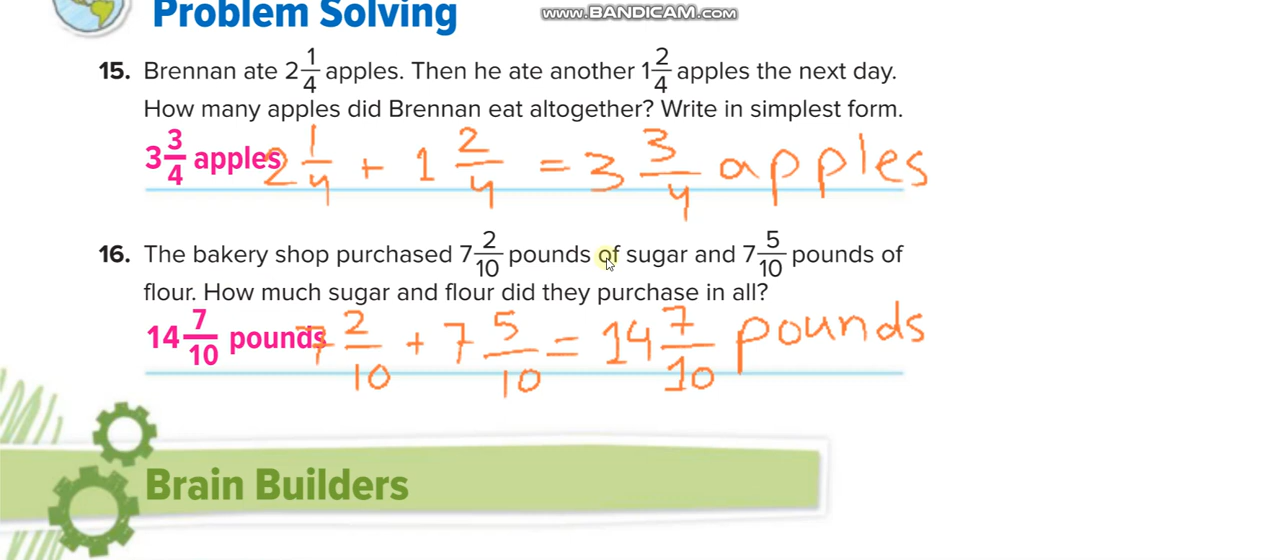 Problem Solving
www.BANDICAM.com
15. Brennan ate 2 1/4 apples. Then he ate another 1 2/4 apples the next day.
How many apples did Brennan eat altogether? Write in simplest form.
3 3/4 apples 2 1/4 + 1 2/4 = 3 3/4 apples
16. The bakery shop purchased 7 2/10 pounds of sugar and 7 5/10 pounds of
flour. How much sugar and flour did they purchase in all?
14 7/10 pounds 7 2/10 + 7 5/10 = 14 7/10 pounds
Brain Builders